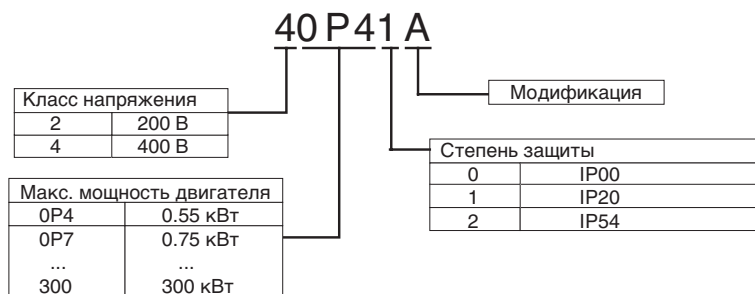 40P41A
Класс напряжения
2 200 В
4 400 В
Модификация
Степень защиты
0 IP00
1 IP20
2 IP54
Макс. мощность двигателя
0P4 0.55 кВт
0P7 0.75 кВт
... ...
300 300 кВт